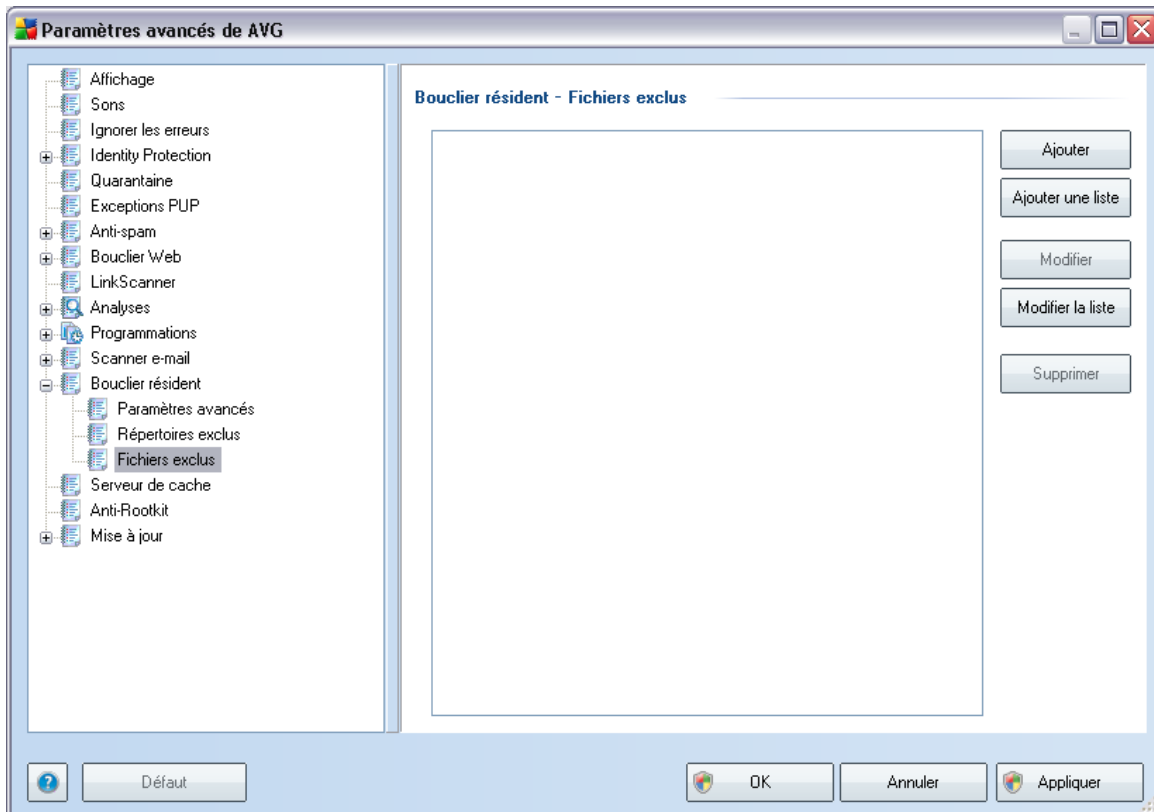 Paramètres avancés de AVG
Affichage
Sons
Ignorer les erreurs
Identity Protection
Quarantaine
Exceptions PUP
Anti-spam
Bouclier Web
LinkScanner
Analyses
Programmations
Scanner e-mail
Bouclier résident
Paramètres avancés
Répertoires exclus
Fichiers exclus
Serveur de cache
Anti-Rootkit
Mise à jour
Bouclier résident - Fichiers exclus
Ajouter
Ajouter une liste
Modifier
Modifier la liste
Supprimer
Défaut
OK
Annuler
Appliquer